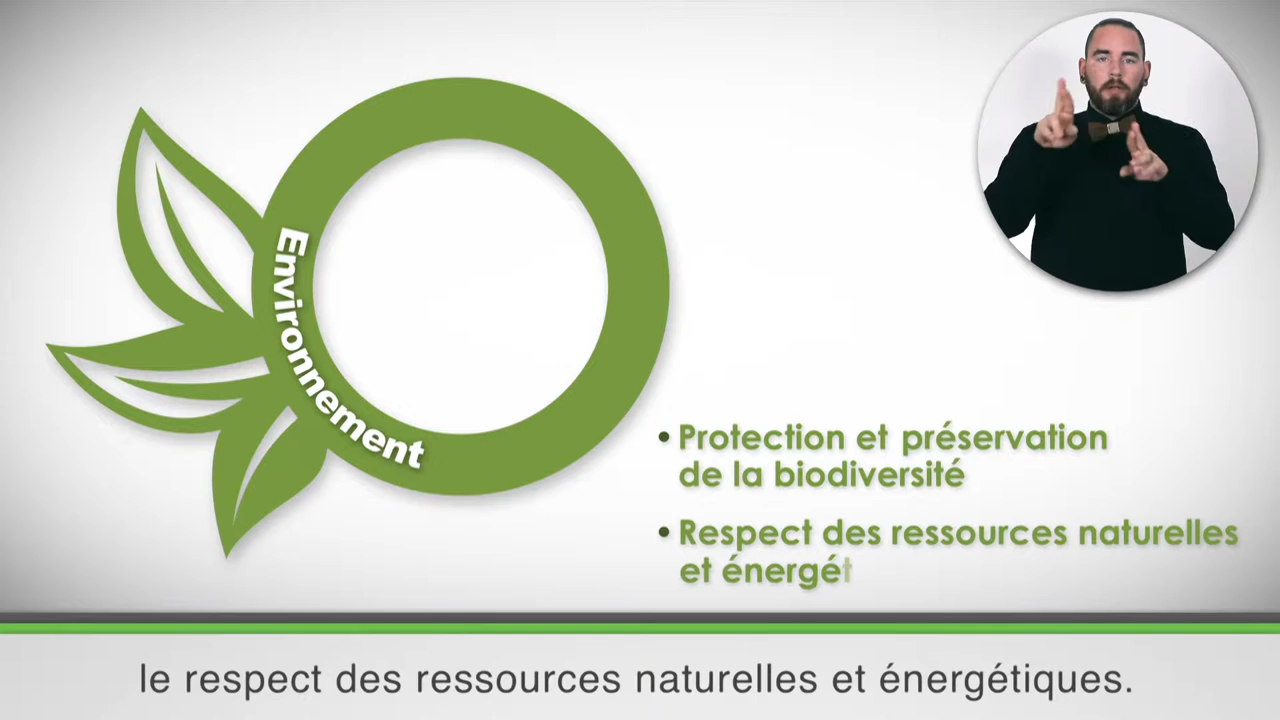 Environnement
• Protection et préservation
de la biodiversité
• Respect des ressources naturelles
et énergét
le respect des ressources naturelles et énergétiques.